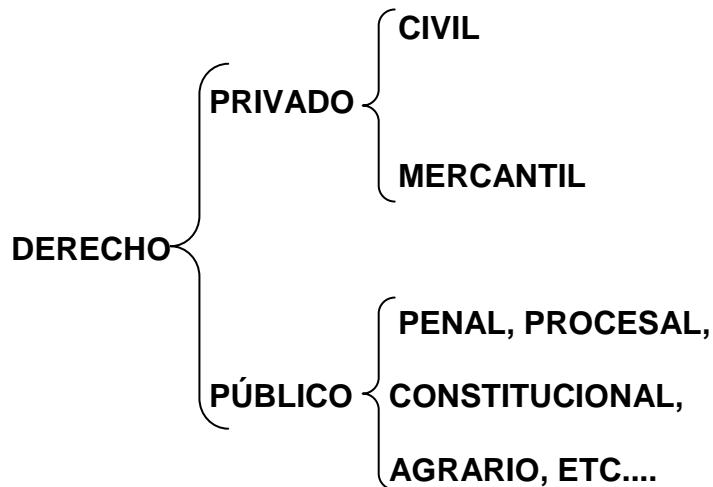 CIVIL
PRIVADO
MERCANTIL
DERECHO
PENAL, PROCESAL,
PÚBLICO CONSTITUCIONAL,
AGRARIO, ETC....